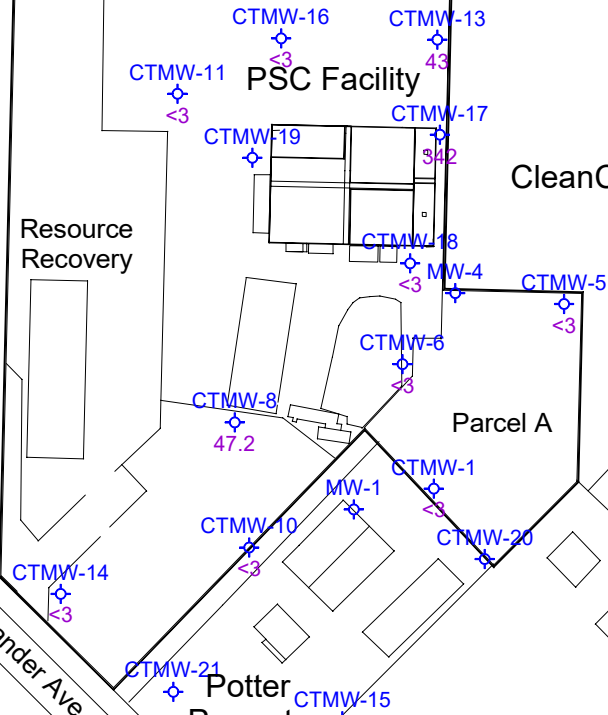 CTMW-16
CTMW-13
<3
43
PSC Facility
CTMW-11
<3
CTMW-17
342
CTMW-19
CleanC
Resource
Recovery
CTMW-18
<3
MW-4
CTMW-5
<3
CTMW-6
<3
CTMW-8
47.2
Parcel A
CTMW-1
<3
MW-1
CTMW-10
<3
CTMW-20
CTMW-14
<3
ander Ave
CTMW-21
Potter
CTMW-15